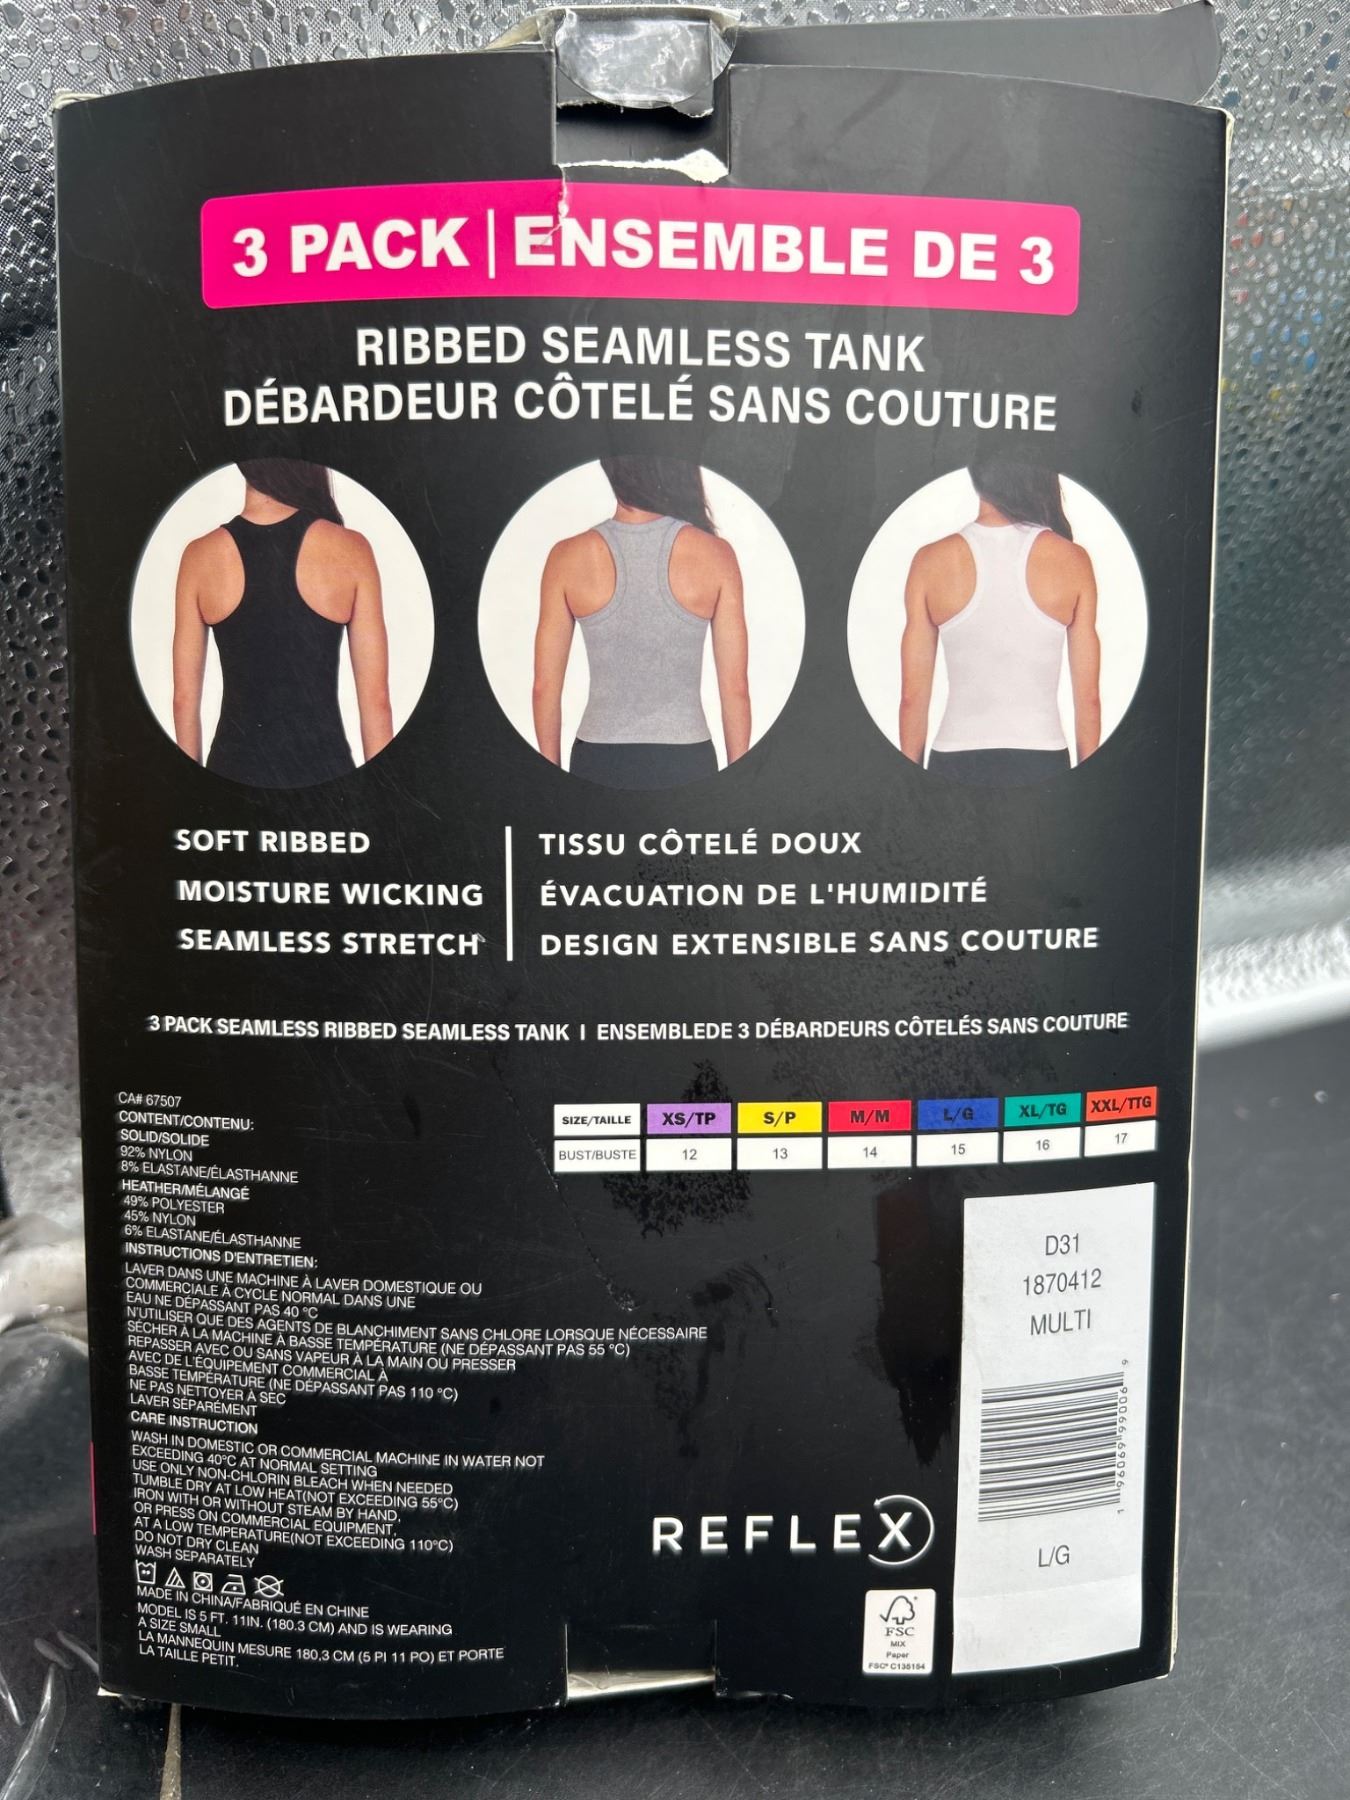 3 PACK | ENSEMBLE DE 3
RIBBED SEAMLESS TANK
DÉBARDEUR CÔTELÉ SANS COUTURE
SOFT RIBBED
MOISTURE WICKING
SEAMLESS STRETCH
TISSU CÔTELÉ DOUX
ÉVACUATION DE L'HUMIDITÉ
DESIGN EXTENSIBLE SANS COUTURE
3 PACK SEAMLESS RIBBED SEAMLESS TANK I ENSEMBLEDE 3 DÉBARDEURS CÔTELÉS SANS COUTURE
CA# 67507
CONTENT/CONTENU:
SOLID/SOLIDE
92% NYLON
8% ELASTANE/ÉLASTHANNE
HEATHER/MÉLANGÉ
49% POLYESTER
45% NYLON
6% ELASTANE/ÉLASTHANNE
INSTRUCTIONS D'ENTRETIEN:
LAVER DANS UNE MACHINE À LAVER DOMESTIQUE OU
COMMERCIALE À CYCLE NORMAL DANS UNE
EAU NE DÉPASSANT PAS 40 °C
N'UTILISER QUE DES AGENTS DE BLANCHIMENT SANS CHLORE LORSQUE NÉCESSAIRE
SÉCHER À LA MACHINE À BASSE TEMPÉRATURE (NE DÉPASSANT PAS 55 °C)
REPASSER AVEC OU SANS VAPEUR À LA MAIN OU PRESSER
AVEC DE L'ÉQUIPEMENT COMMERCIAL À
BASSE TEMPÉRATURE (NE DÉPASSANT PAS 110 °C)
NE PAS NETTOYER À SEC
LAVER SÉPARÉMENT
CARE INSTRUCTION
WASH IN DOMESTIC OR COMMERCIAL MACHINE IN WATER NOT
EXCEEDING 40°C AT NORMAL SETTING
USE ONLY NON-CHLORIN BLEACH WHEN NEEDED
TUMBLE DRY AT LOW HEAT(NOT EXCEEDING 55°C)
IRON WITH OR WITHOUT STEAM BY HAND,
OR PRESS ON COMMERCIAL EQUIPMENT,
AT A LOW TEMPERATURE(NOT EXCEEDING 110°C)
DO NOT DRY CLEAN
WASH SEPARATELY
MADE IN CHINA/FABRIQUÉ EN CHINE
MODEL IS 5 FT. 11IN. (180.3 CM) AND IS WEARING
A SIZE SMALL
LA MANNEQUIN MESURE 180,3 CM (5 PI 11 PO) ET PORTE
LA TAILLE PETIT.
SIZE/TAILLE XS/TP S/P M/M L/G XL/TG XXL/TTG
BUST/BUSTE 12 13 14 15 16 17
D31
1870412
MULTI
1 96069 99006 9
L/G
REFLEX
FSC
MIX
Paper
FSC® C135154